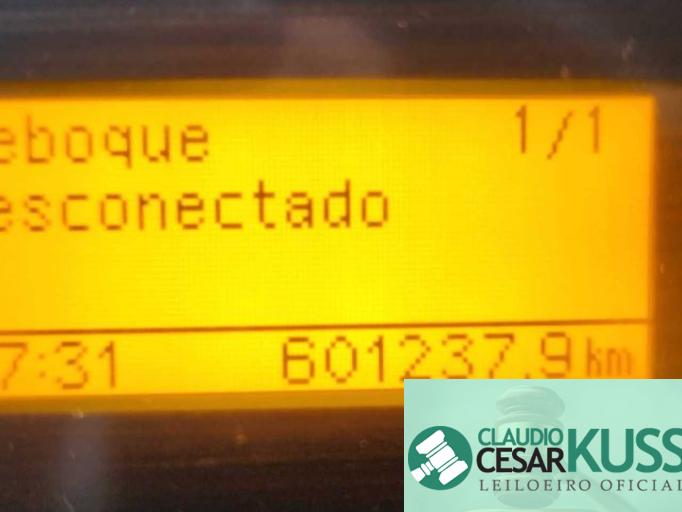 eboque 1/1
esconectado
7:31 601237.9 km
CLAUDIO
CESAR KUSS
LEILOEIRO OFICIAL